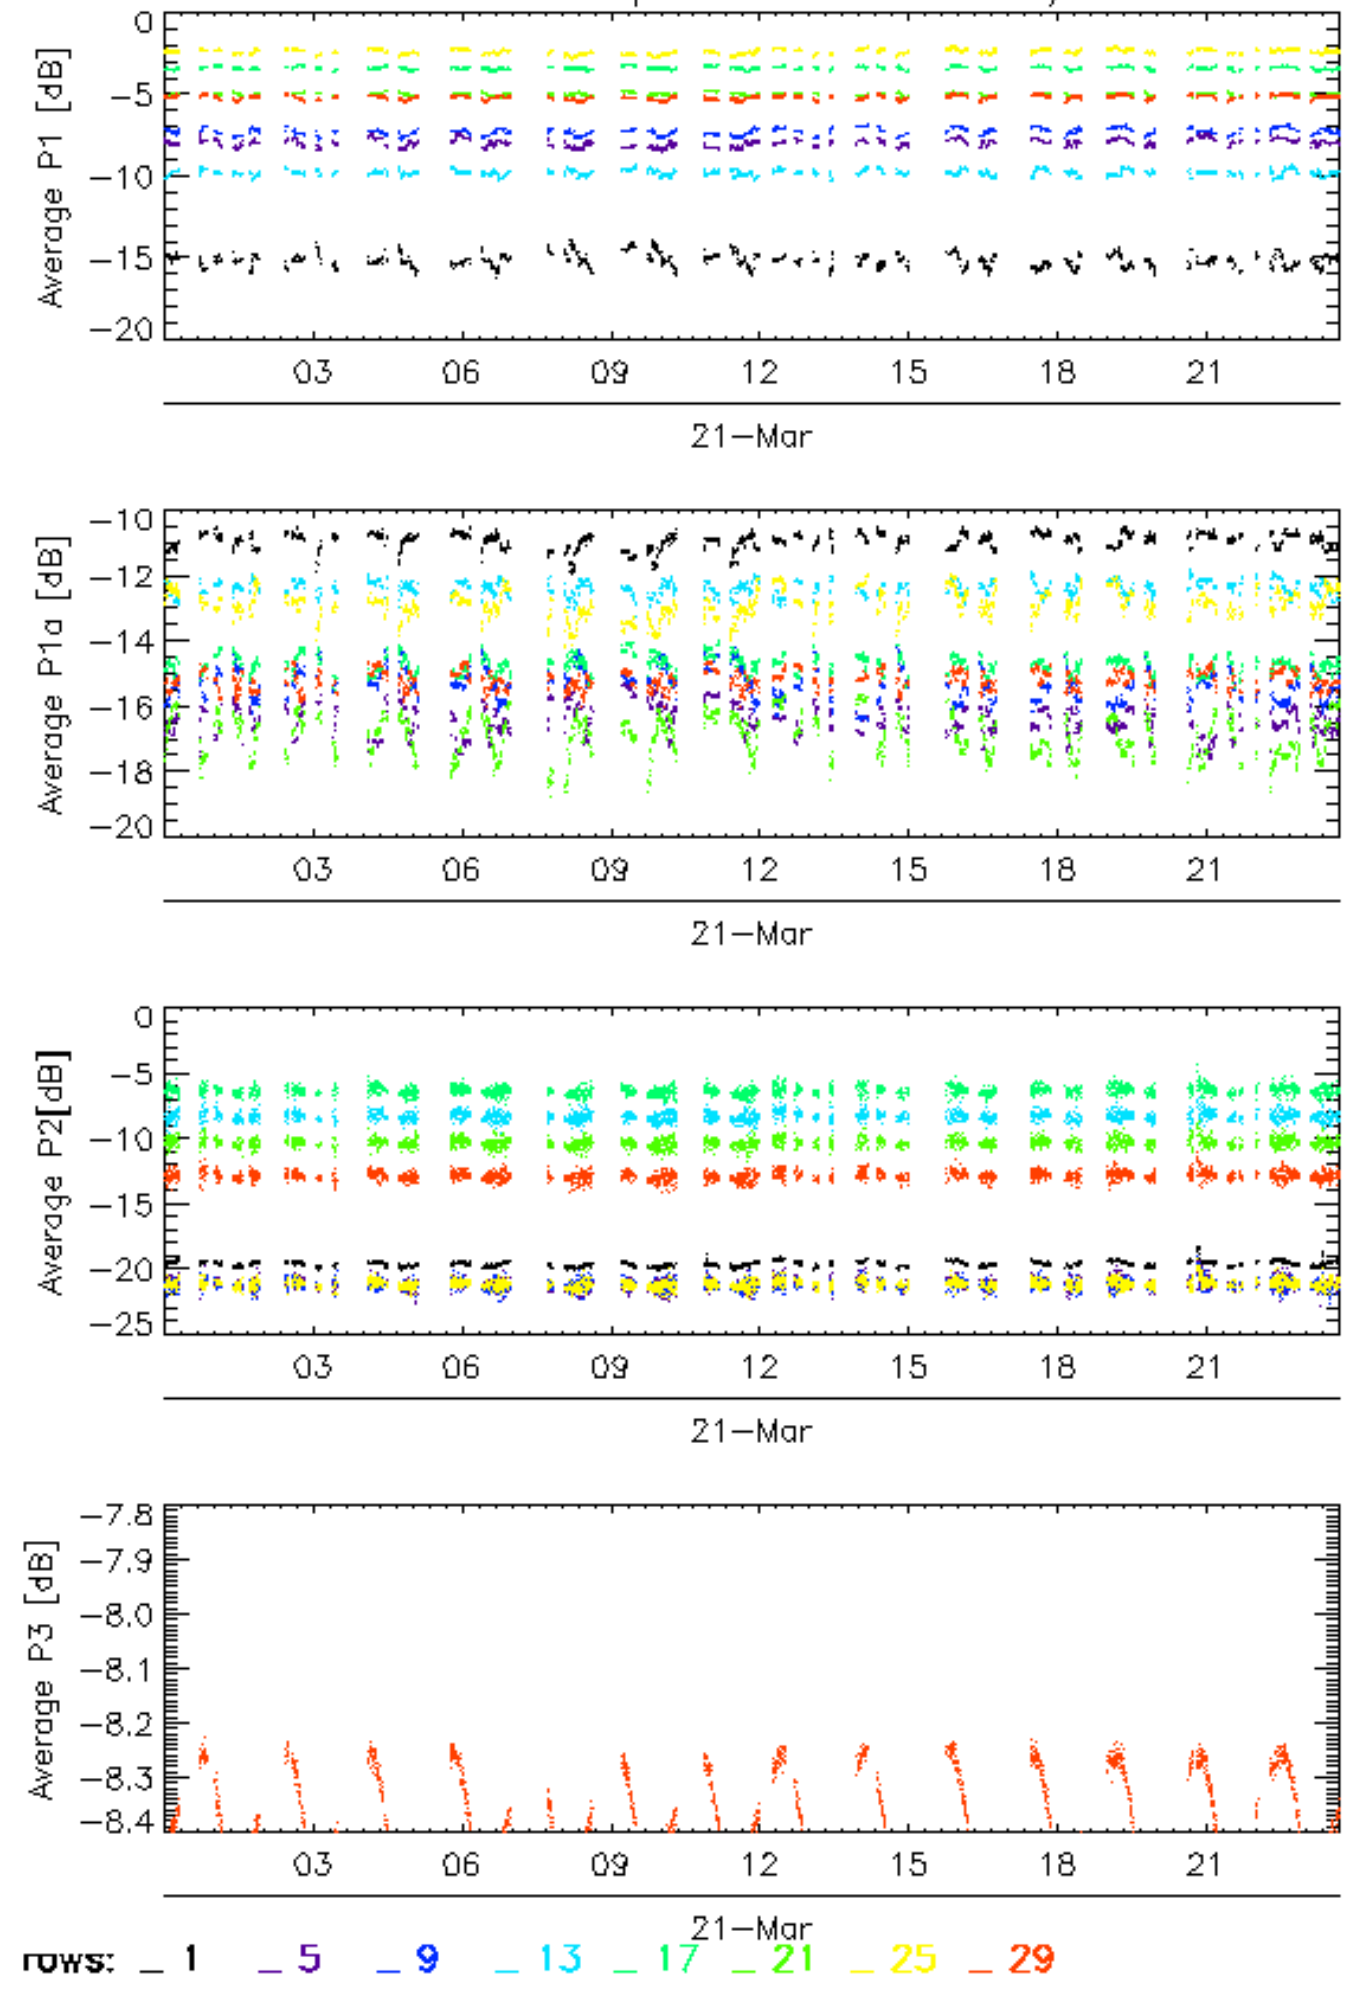 Average P1 [dB]
0
−5
−10
−15
−20
03 06 09 12 15 18 21
21−Mar
Average P1a [dB]
−10
−12
−14
−16
−18
−20
03 06 09 12 15 18 21
21−Mar
Average P2[dB]
0
−5
−10
−15
−20
−25
03 06 09 12 15 18 21
21−Mar
Average P3 [dB]
−7.8
−7.9
−8.0
−8.1
−8.2
−8.3
−8.4
03 06 09 12 15 18 21
21−Mar
rows: _ 1 _ 5 _ 9 _ 13 _ 17 _ 21 _ 25 _ 29